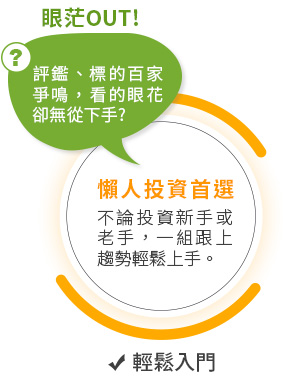 眼茫OUT!
?
評鑑、標的百家
爭鳴，看的眼花
卻無從下手?
懶人投資首選
不論投資新手或
老手，一組跟上
趨勢輕鬆上手。
輕鬆入門